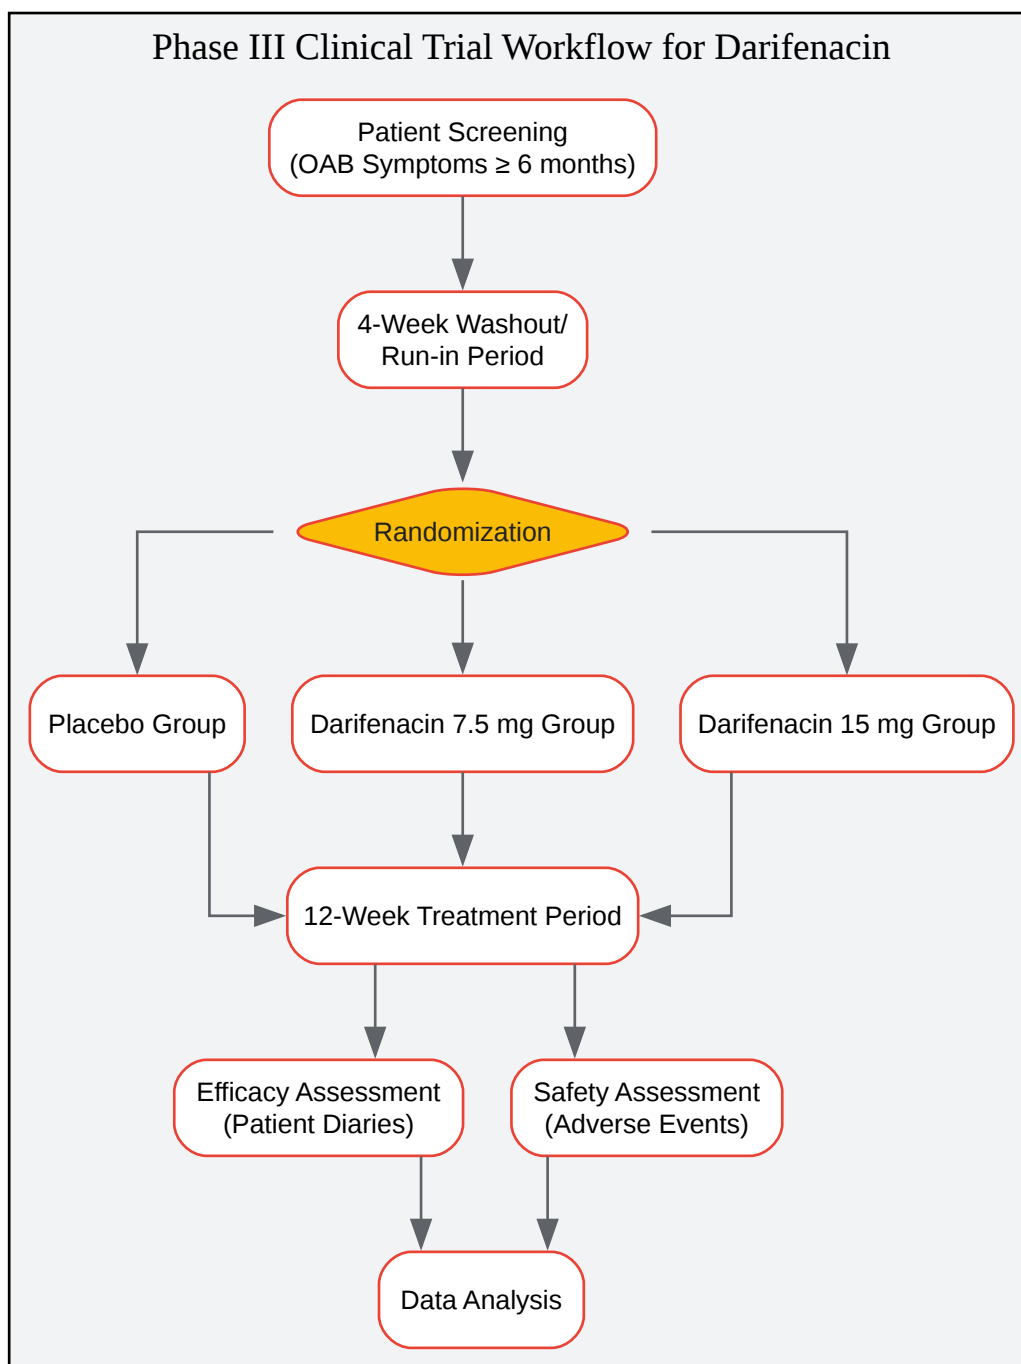 Phase III Clinical Trial Workflow for Darifenacin
Patient Screening
(OAB Symptoms ≥ 6 months)
4-Week Washout/
Run-in Period
Randomization
Placebo Group
Darifenacin 7.5 mg Group
Darifenacin 15 mg Group
12-Week Treatment Period
Efficacy Assessment
(Patient Diaries)
Safety Assessment
(Adverse Events)
Data Analysis